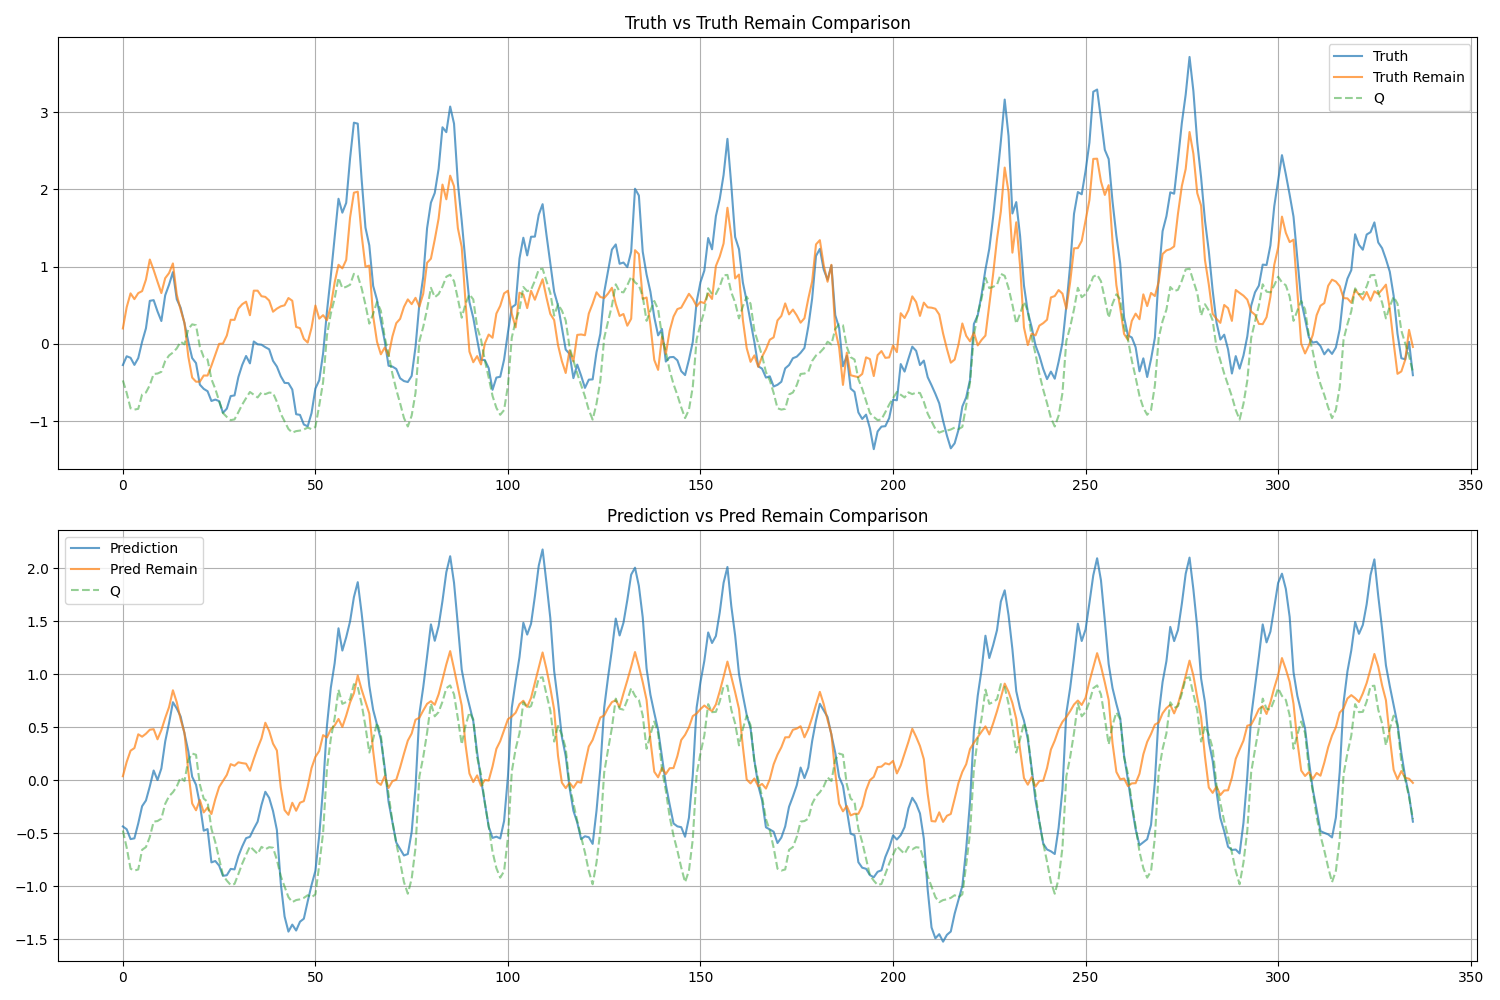 Truth vs Truth Remain Comparison
Truth
Truth Remain
Q
3
2
1
0
−1
0 50 100 150 200 250 300 350
Prediction vs Pred Remain Comparison
Prediction
Pred Remain
Q
2.0
1.5
1.0
0.5
0.0
−0.5
−1.0
−1.5
0 50 100 150 200 250 300 350